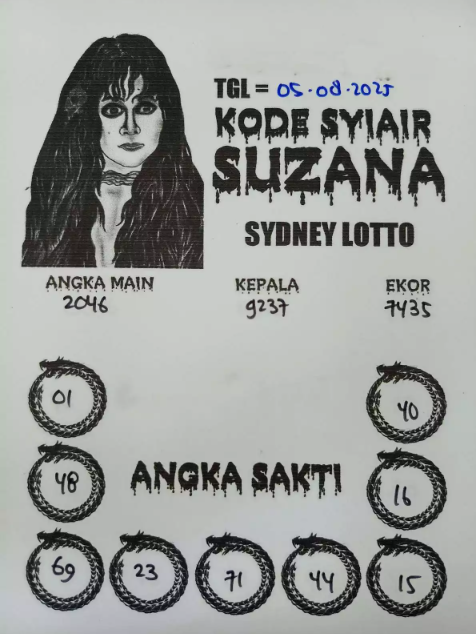 TGL = 05-08-2025
KODE SYIAIR
SUZANA
SYDNEY LOTTO
ANGKA MAIN
2046
KEPALA
9237
EKOR
7435
01
40
48
ANGKA SAKTI
16
69
23
71
44
15